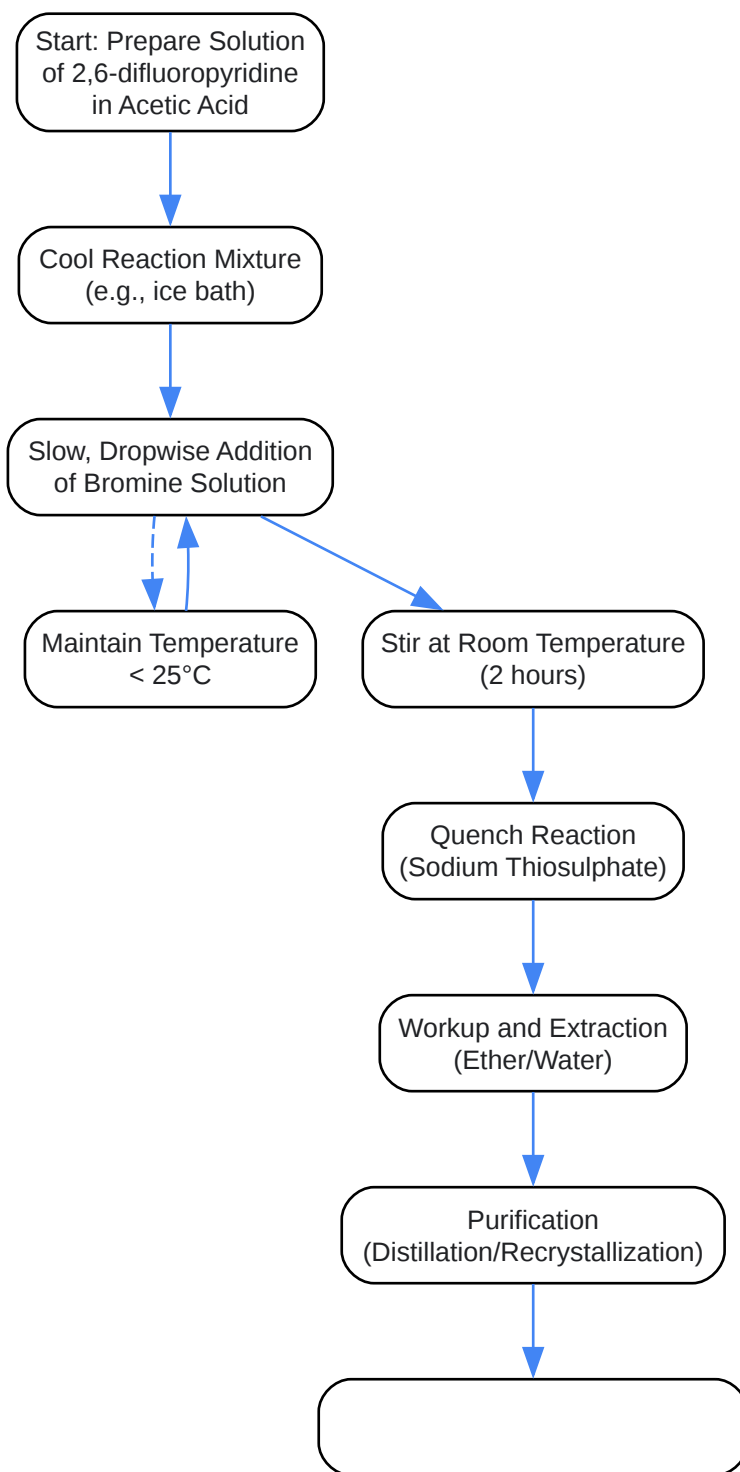 Start: Prepare Solution
of 2,6-difluoropyridine
in Acetic Acid
Cool Reaction Mixture
(e.g., ice bath)
Slow, Dropwise Addition
of Bromine Solution
Maintain Temperature
< 25°C
Stir at Room Temperature
(2 hours)
Quench Reaction
(Sodium Thiosulphate)
Workup and Extraction
(Ether/Water)
Purification
(Distillation/Recrystallization)